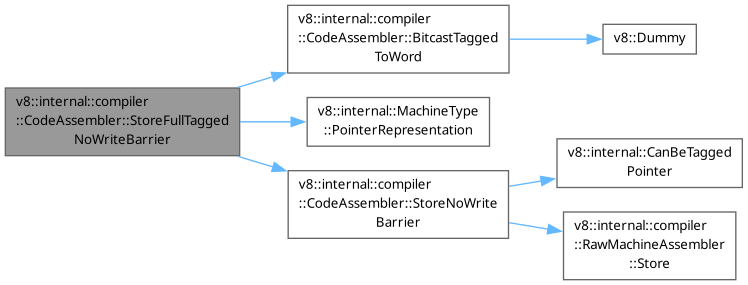 v8::internal::compiler
::CodeAssembler::StoreFullTagged
NoWriteBarrier
v8::internal::compiler
::CodeAssembler::BitcastTagged
ToWord
v8::Dummy
v8::internal::MachineType
::PointerRepresentation
v8::internal::compiler
::CodeAssembler::StoreNoWrite
Barrier
v8::internal::CanBeTagged
Pointer
v8::internal::compiler
::RawMachineAssembler
::Store